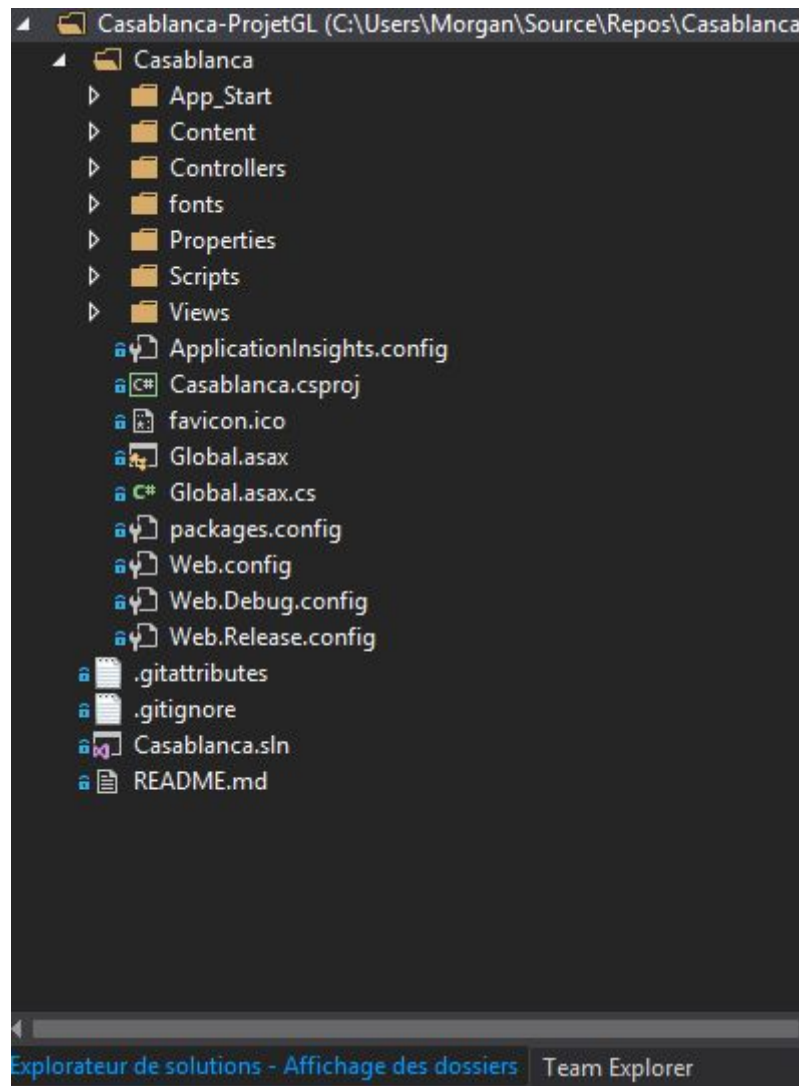 Casablanca-ProjetGL (C:\Users\Morgan\Source\Repos\Casablanca
Casablanca
App_Start
Content
Controllers
fonts
Properties
Scripts
Views
ApplicationInsights.config
C# Casablanca.csproj
favicon.ico
Global.asax
C# Global.asax.cs
packages.config
Web.config
Web.Debug.config
Web.Release.config
.gitattributes
.gitignore
Casablanca.sln
README.md
Explorateur de solutions - Affichage des dossiers Team Explorer